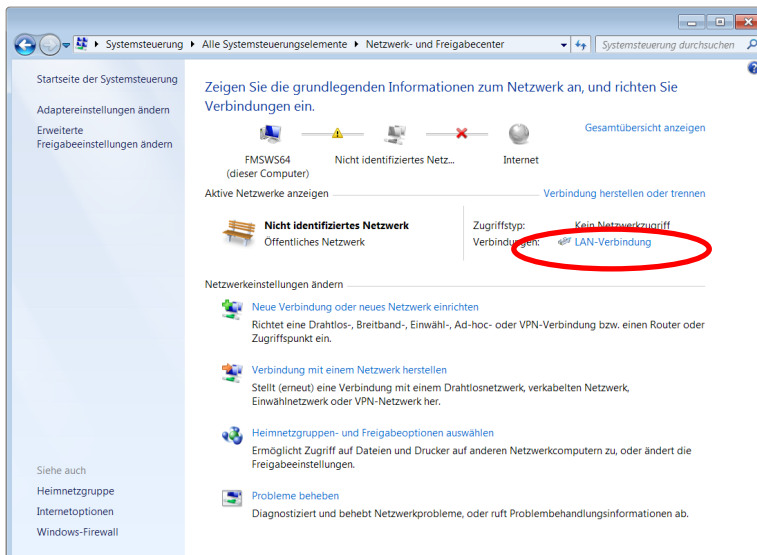 Systemsteuerung ▸ Alle Systemsteuerungselemente ▸ Netzwerk- und Freigabecenter
Systemsteuerung durchsuchen
Startseite der Systemsteuerung
Adaptereinstellungen ändern
Erweiterte
Freigabeeinstellungen ändern
Zeigen Sie die grundlegenden Informationen zum Netzwerk an, und richten Sie
Verbindungen ein.
Gesamtübersicht anzeigen
FMSWS64
(dieser Computer)
Nicht identifiziertes Netz...
Internet
Aktive Netzwerke anzeigen
Verbindung herstellen oder trennen
Nicht identifiziertes Netzwerk
Öffentliches Netzwerk
Zugriffstyp: Kein Netzwerkzugriff
Verbindungen: LAN-Verbindung
Netzwerkeinstellungen ändern
Neue Verbindung oder neues Netzwerk einrichten
Richtet eine Drahtlos-, Breitband-, Einwähl-, Ad-hoc- oder VPN-Verbindung bzw. einen Router oder
Zugriffspunkt ein.
Verbindung mit einem Netzwerk herstellen
Stellt (erneut) eine Verbindung mit einem Drahtlosnetzwerk, verkabelten Netzwerk,
Einwählnetzwerk oder VPN-Netzwerk her.
Heimnetzgruppen- und Freigabeoptionen auswählen
Ermöglicht Zugriff auf Dateien und Drucker auf anderen Netzwerkcomputern zu, oder ändert die
Freigabeeinstellungen.
Probleme beheben
Diagnostiziert und behebt Netzwerkprobleme, oder ruft Problembehandlungsinformationen ab.
Siehe auch
Heimnetzgruppe
Internetoptionen
Windows-Firewall